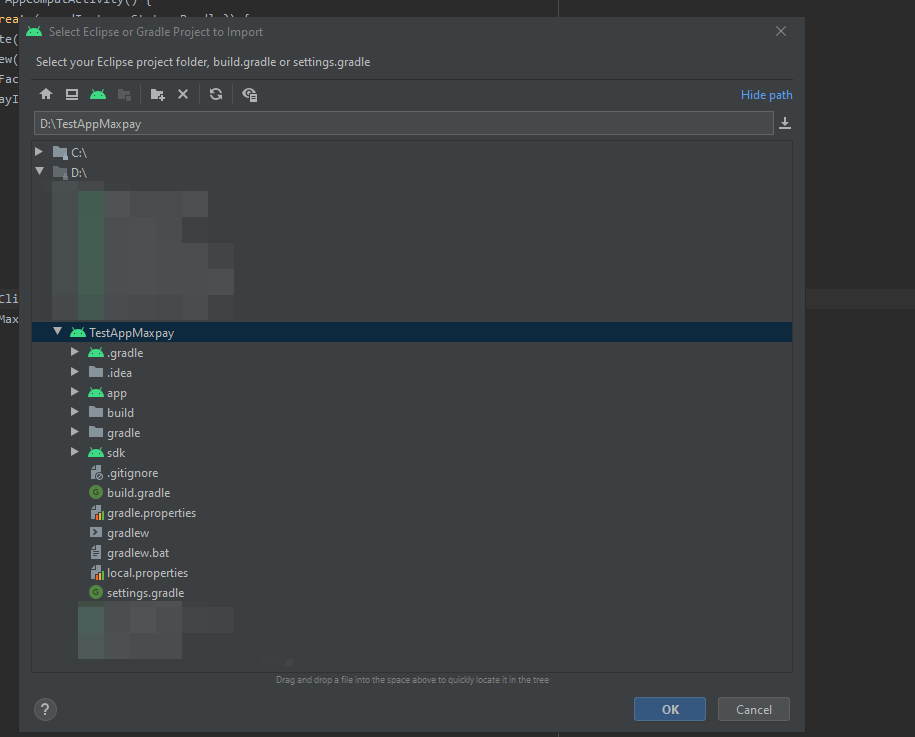 AppCompatActivity() {
Select Eclipse or Gradle Project to Import
Select your Eclipse project folder, build.gradle or settings.gradle
Hide path
D:\TestAppMaxpay
C:\
D:\
TestAppMaxpay
.gradle
.idea
app
build
gradle
sdk
.gitignore
build.gradle
gradle.properties
gradlew
gradlew.bat
local.properties
settings.gradle
Drag and drop a file into the space above to quickly locate it in the tree
? OK Cancel